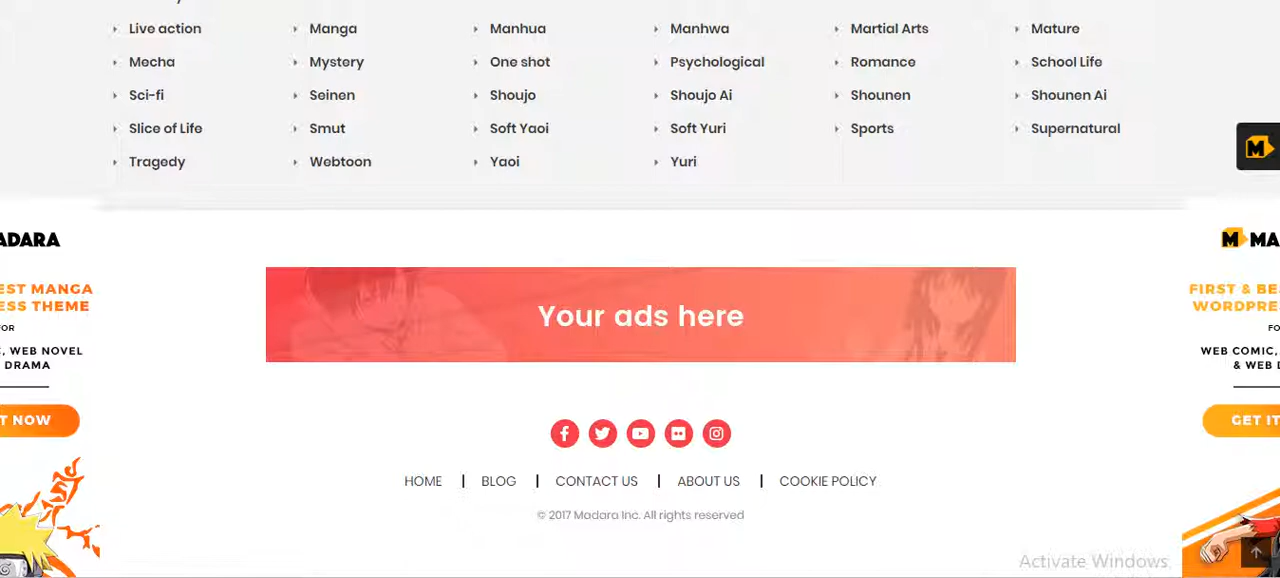 Live action Manga Manhua Manhwa Martial Arts Mature
Mecha Mystery One shot Psychological Romance School Life
Sci-fi Seinen Shoujo Shoujo Ai Shounen Shounen Ai
Slice of Life Smut Soft Yaoi Soft Yuri Sports Supernatural
Tragedy Webtoon Yaoi Yuri
M
ADARA
EST MANGA
ESS THEME
OR
C, WEB NOVEL
DRAMA
T NOW
Your ads here
M MA
FIRST & BE
WORDPRE
FO
WEB COMIC,
& WEB D
GET IT
HOME | BLOG | CONTACT US | ABOUT US | COOKIE POLICY
© 2017 Madara Inc. All rights reserved
Activate Windows